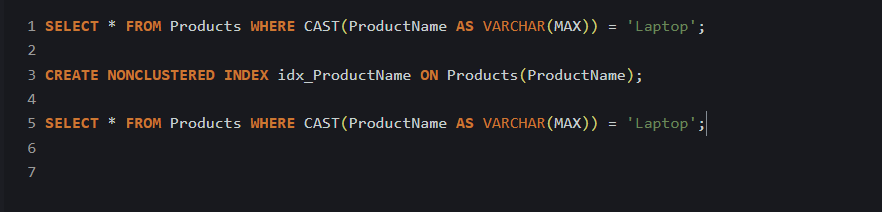 1 SELECT * FROM Products WHERE CAST(ProductName AS VARCHAR(MAX)) = 'Laptop';
2
3 CREATE NONCLUSTERED INDEX idx_ProductName ON Products(ProductName);
4
5 SELECT * FROM Products WHERE CAST(ProductName AS VARCHAR(MAX)) = 'Laptop';
6
7